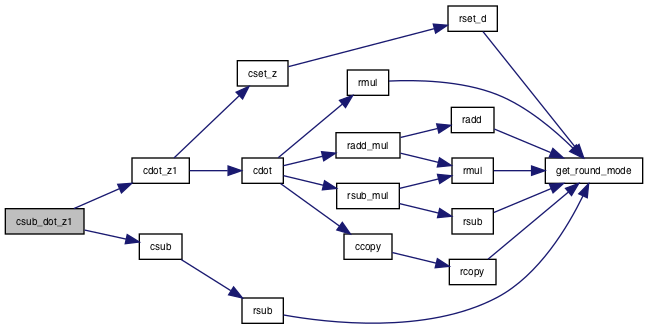 rset_d
cset_z
rmul
radd
radd_mul
cdot_z1
cdot
rmul
get_round_mode
rsub_mul
csub_dot_z1
rsub
csub
ccopy
rcopy
rsub